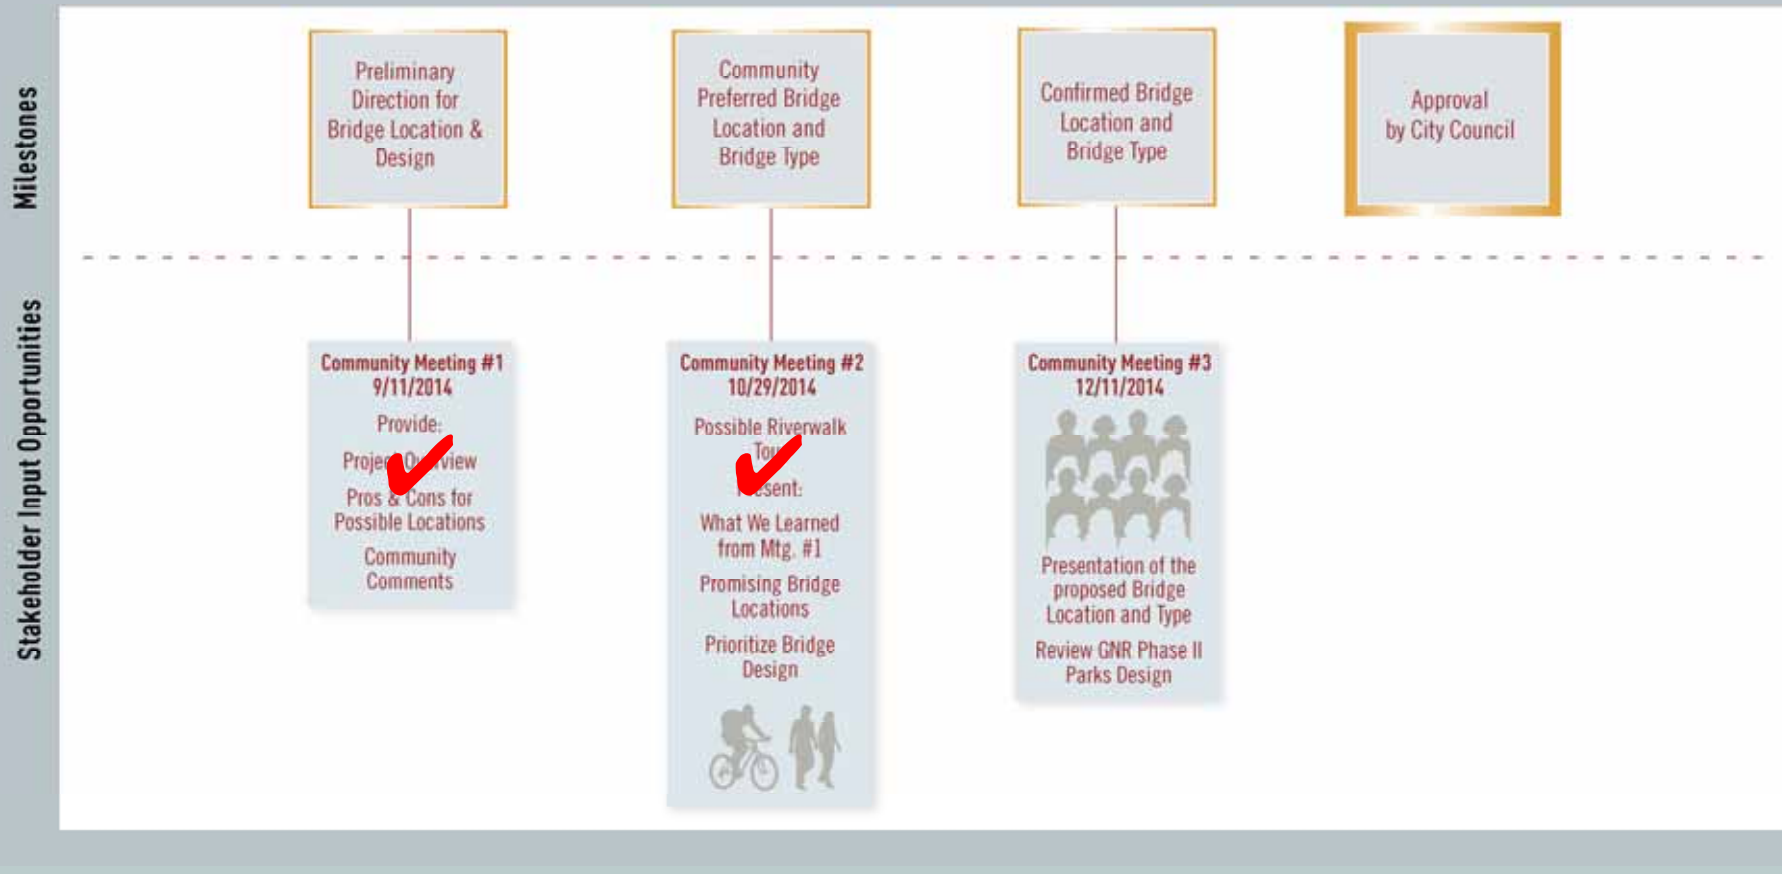 Milestones
Preliminary
Direction for
Bridge Location &
Design
Community
Preferred Bridge
Location and
Bridge Type
Confirmed Bridge
Location and
Bridge Type
Approval
by City Council
Stakeholder Input Opportunities
Community Meeting #1
9/11/2014
Provide:
Project Overview
Pros & Cons for
Possible Locations
Community
Comments
Community Meeting #2
10/29/2014
Possible Riverwalk
Tour
Present:
What We Learned
from Mtg. #1
Promising Bridge
Locations
Prioritize Bridge
Design
Community Meeting #3
12/11/2014
Presentation of the
proposed Bridge
Location and Type
Review GNR Phase II
Parks Design